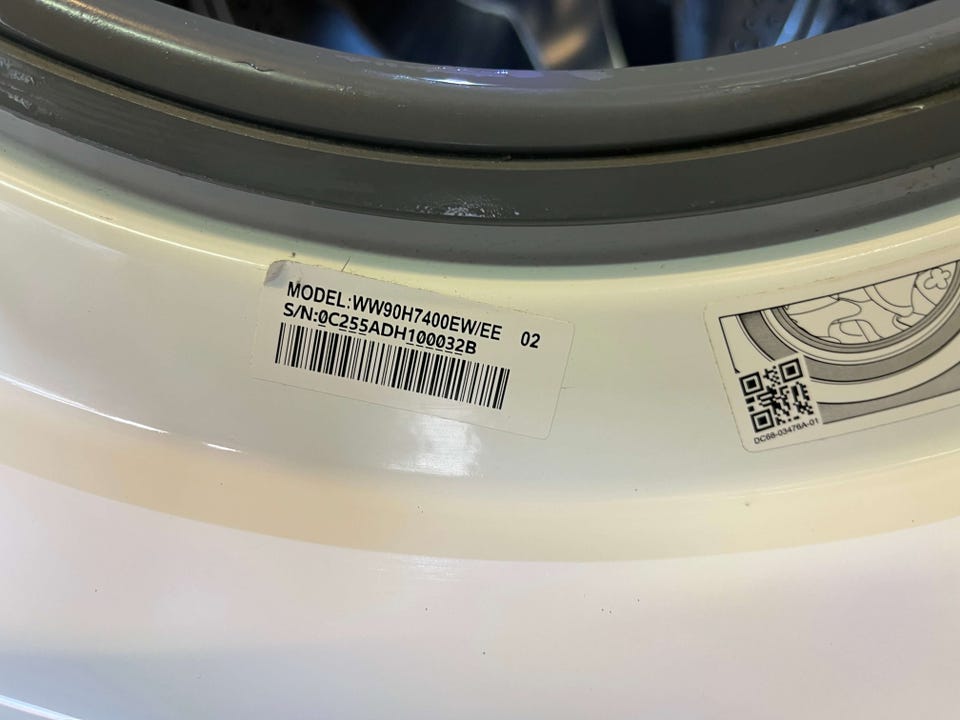 MODEL:WW90H7400EW/EE 02
S/N:0C255ADH100032B
DC68-03476A-01